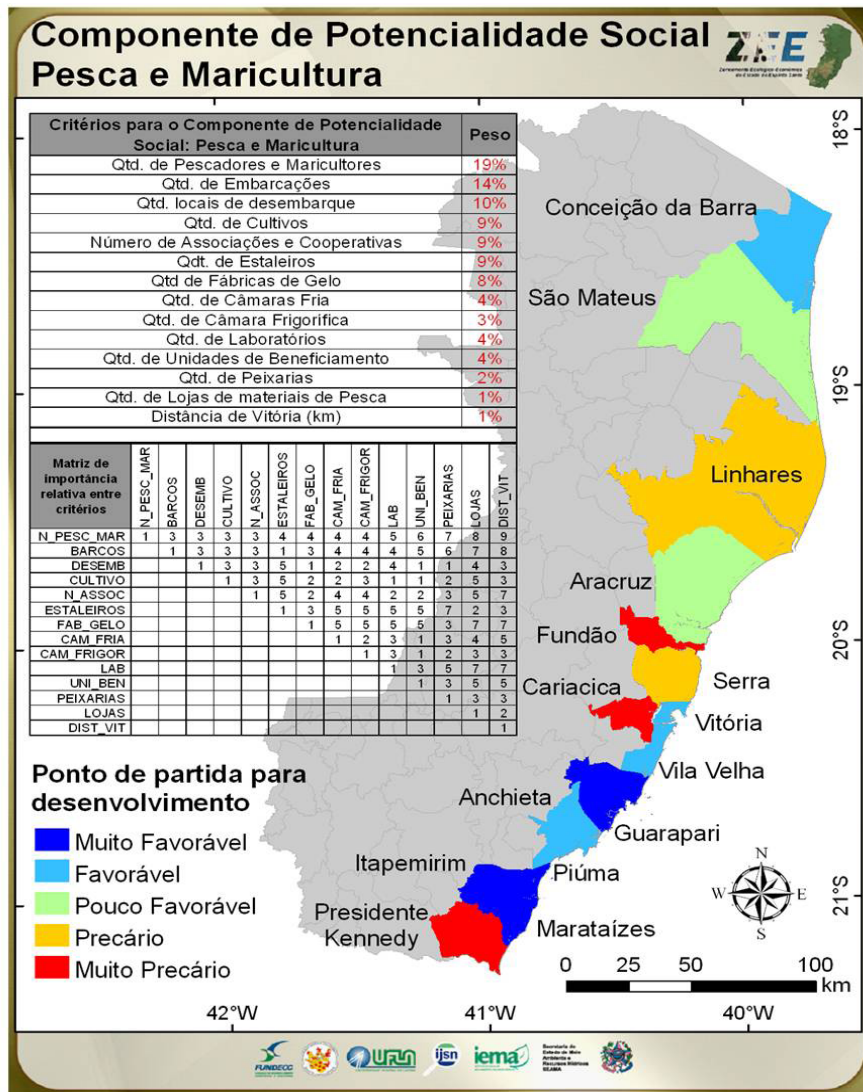 Componente de Potencialidade Social
Pesca e Maricultura
ZEE
Critérios para o Componente de Potencialidade Social: Pesca e Maricultura Peso
Qtd. de Pescadores e Maricultores 19%
Qtd. de Embarcações 14%
Qtd. locais de desembarque 10%
Qtd. de Cultivos 9%
Número de Associações e Cooperativas 9%
Qdt. de Estaleiros 9%
Qtd de Fábricas de Gelo 8%
Qtd. de Câmaras Fria 4%
Qtd. de Câmara Frigorifica 3%
Qtd. de Laboratórios 4%
Qtd. de Unidades de Beneficiamento 4%
Qtd. de Peixarias 2%
Qtd. de Lojas de materiais de Pesca 1%
Distância de Vitória (km) 1%
Matriz de importância relativa entre critérios N_PESC_MAR BARCOS DESEMB CULTIVO N_ASSOC ESTALEIROS FAB_GELO CAM_FRIA CAM_FRIGOR LAB UNI_BEN PEIXARIAS LOJAS DIST_VIT
N_PESC_MAR 1 3 3 3 3 4 4 4 4 5 6 7 8 9
BARCOS 1 3 3 3 1 3 4 4 4 5 6 7 8
DESEMB 1 3 3 5 1 2 2 4 1 1 4 3
CULTIVO 1 3 5 2 2 3 1 1 2 5 3
N_ASSOC 1 5 2 4 4 2 2 3 5 7
ESTALEIROS 1 3 5 5 5 5 7 2 3
FAB_GELO 1 5 5 5 5 3 7 7
CAM_FRIA 1 2 3 1 3 4 5
CAM_FRIGOR 1 3 1 2 3 3
LAB 1 3 5 7 7
UNI_BEN 1 3 5 5
PEIXARIAS 1 3 3
LOJAS 1 2
DIST_VIT 1
Conceição da Barra
São Mateus
Linhares
Aracruz
Fundão
Serra
Cariacica
Vitória
Vila Velha
Anchieta
Guarapari
Itapemirim
Piúma
Presidente
Kennedy
Marataízes
18°S
19°S
20°S
21°S
Ponto de partida para
desenvolvimento
Muito Favorável
Favorável
Pouco Favorável
Precário
Muito Precário
N
W E
S
0 25 50 100
km
42°W
41°W
40°W
FUNDECC
UFLA
ijsn
iema